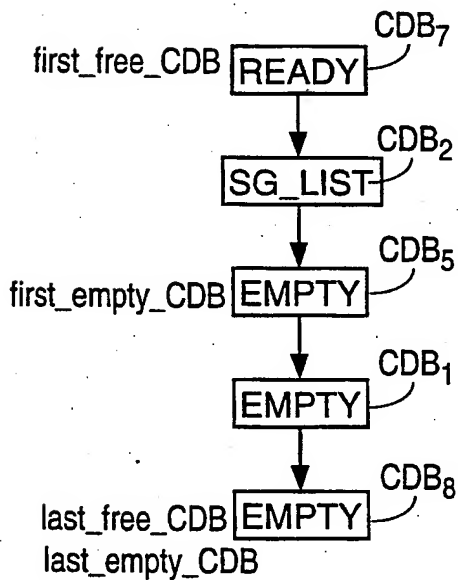 CDB7
first_free_CDB READY
CDB2
SG_LIST
CDB5
first_empty_CDB EMPTY
CDB1
EMPTY
CDB8
last_free_CDB EMPTY
last_empty_CDB